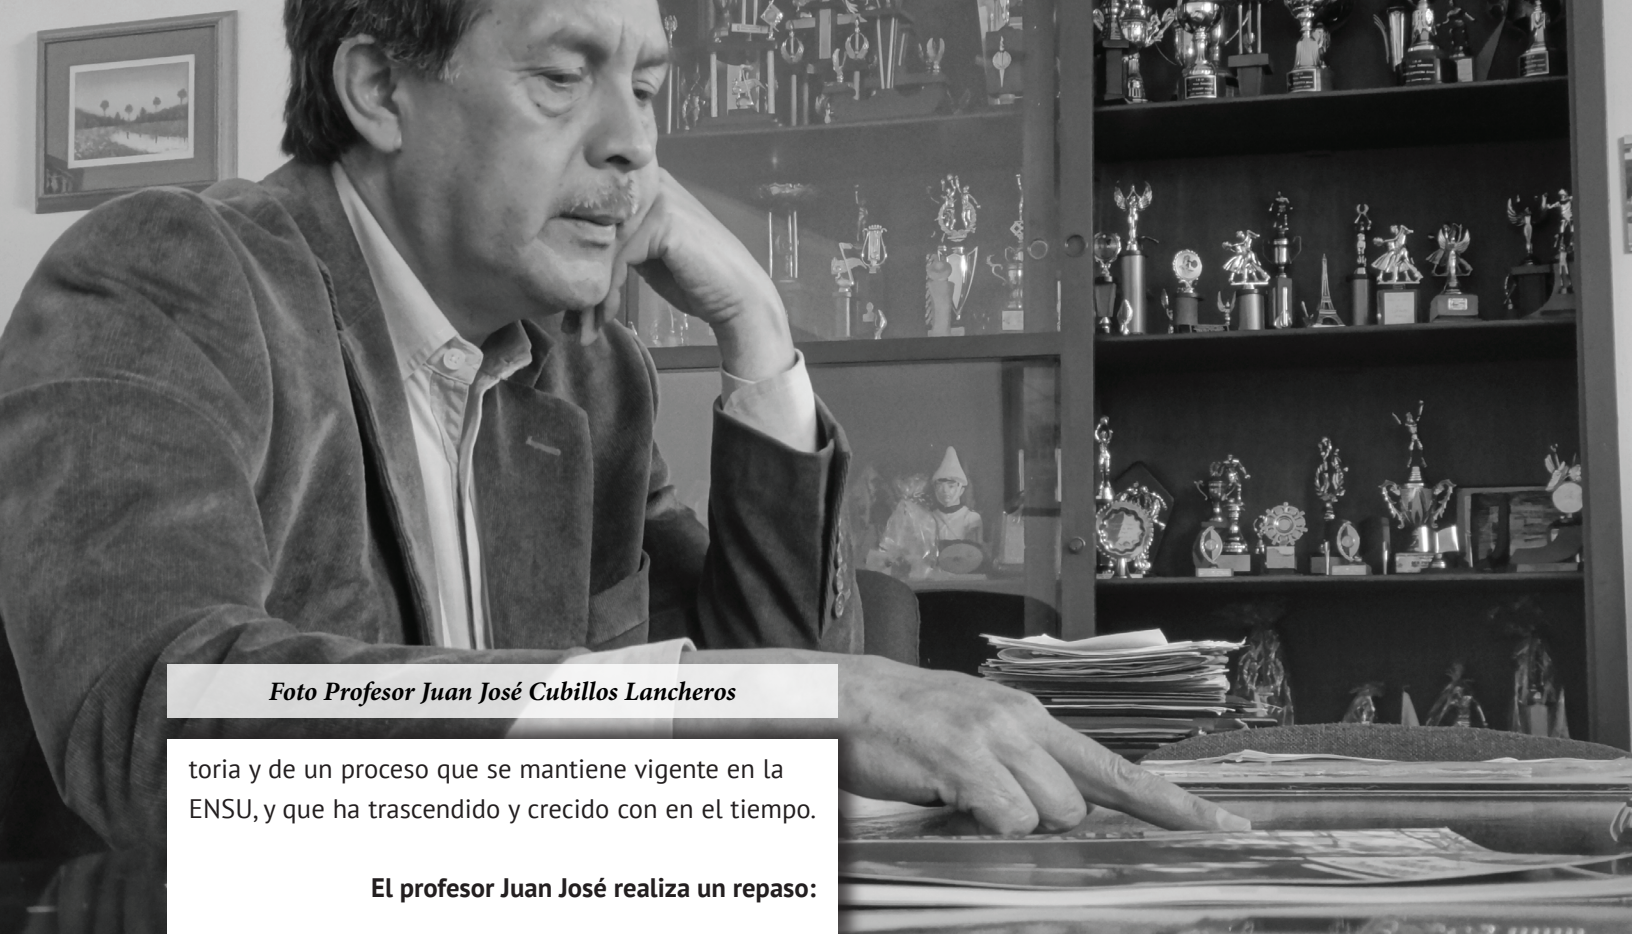 Foto Profesor Juan José Cubillos Lancheros
toria y de un proceso que se mantiene vigente en la
ENSU, y que ha trascendido y crecido con en el tiempo.
El profesor Juan José realiza un repaso: